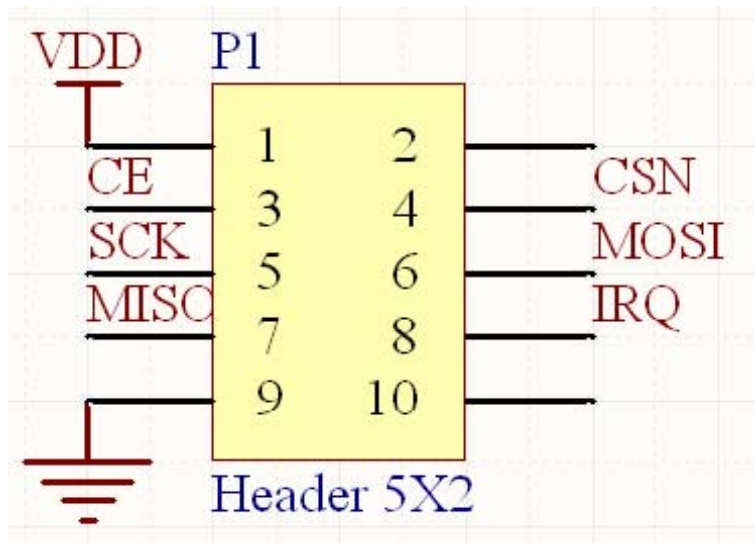 VDD P1
1 2
CE CSN
3 4
SCK MOSI
5 6
MISO IRQ
7 8
9 10
Header 5X2